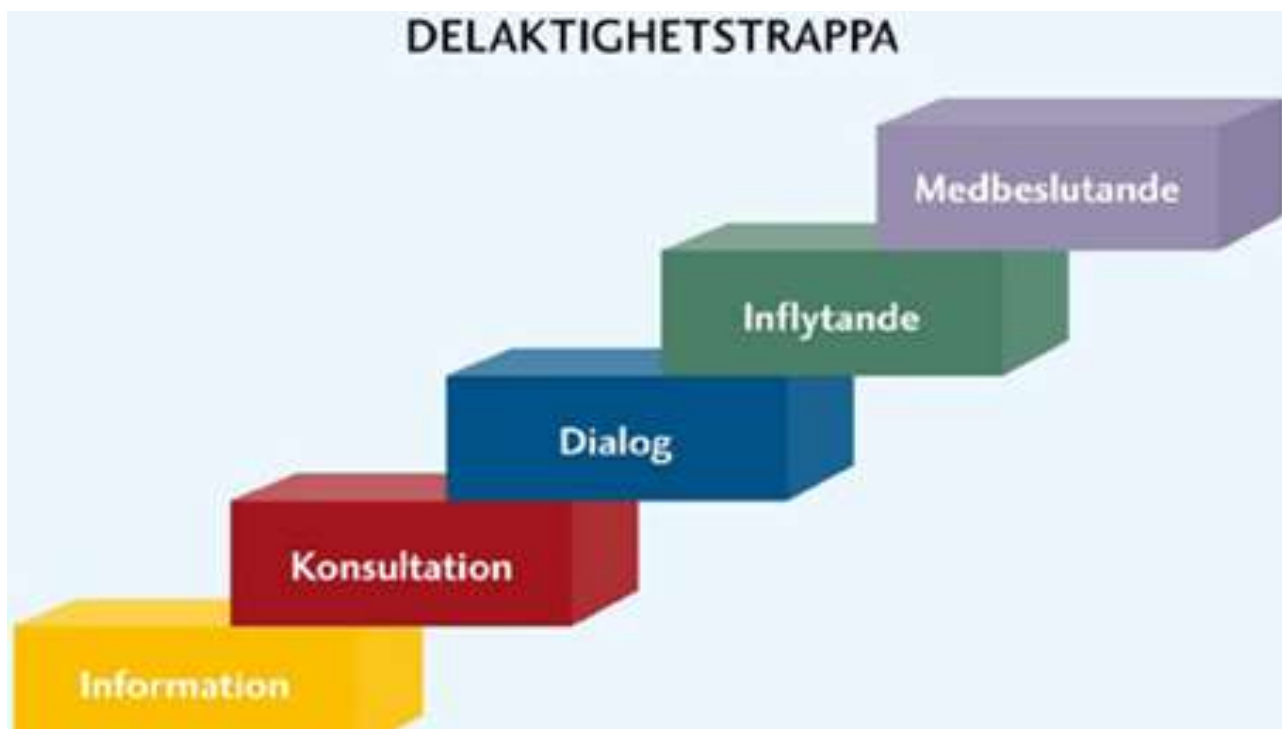 DELAKTIGHETSTRAPPA
Medbeslutande
Inflytande
Dialog
Konsultation
Information